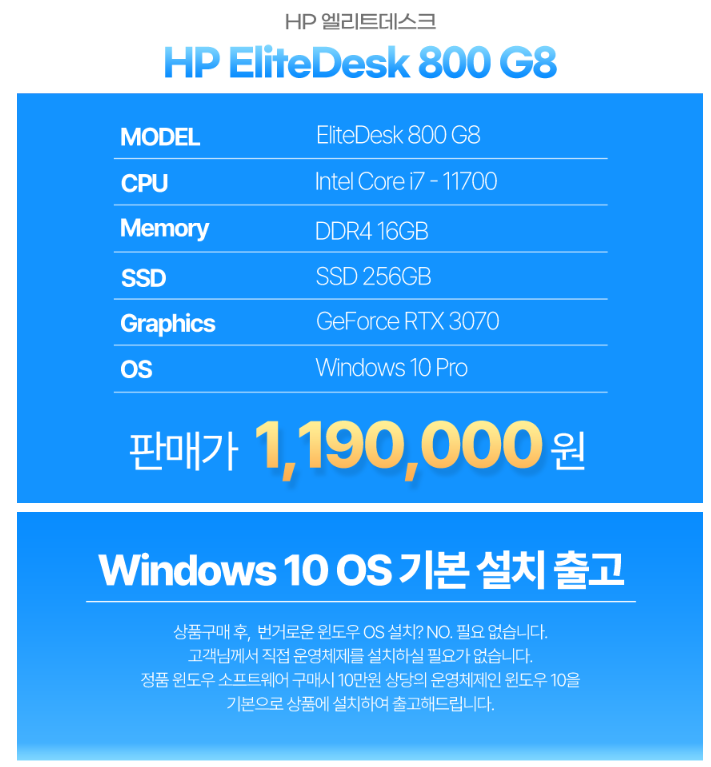 HP 엘리트데스크
HP EliteDesk 800 G8
MODEL EliteDesk 800 G8
CPU Intel Core i7 - 11700
Memory DDR4 16GB
SSD SSD 256GB
Graphics GeForce RTX 3070
OS Windows 10 Pro
판매가 1,190,000원
Windows 10 OS 기본 설치 출고
상품구매 후, 번거로운 윈도우 OS 설치? NO. 필요 없습니다.
고객님께서 직접 운영체제를 설치하실 필요가 없습니다.
정품 윈도우 소프트웨어 구매시 10만원 상당의 운영체제인 윈도우 10을
기본으로 상품에 설치하여 출고해드립니다.